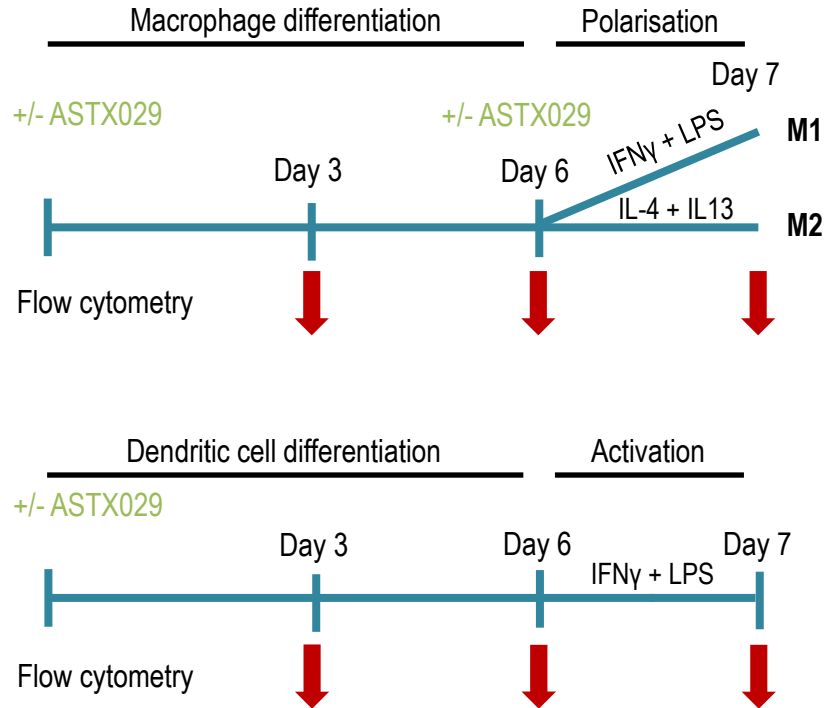 Macrophage differentiation
Polarisation
Day 7
+/- ASTX029
+/- ASTX029
IFNγ + LPS
M1
Day 3
Day 6
IL-4 + IL13
M2
Flow cytometry
Dendritic cell differentiation
Activation
+/- ASTX029
Day 3
Day 6
Day 7
IFNγ + LPS
Flow cytometry